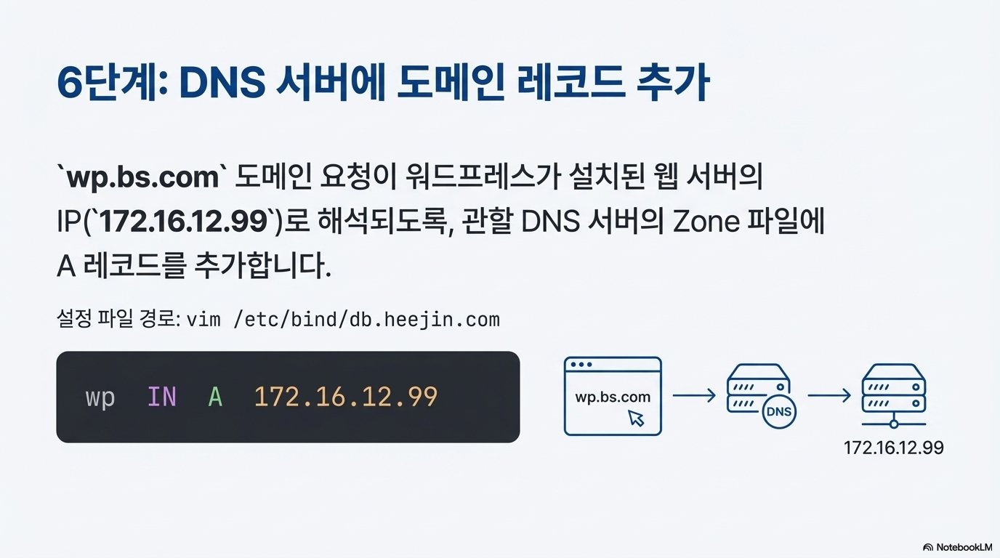 6단계: DNS 서버에 도메인 레코드 추가
`wp.bs.com` 도메인 요청이 워드프레스가 설치된 웹 서버의
IP(`172.16.12.99`)로 해석되도록, 관할 DNS 서버의 Zone 파일에
A 레코드를 추가합니다.
설정 파일 경로: vim /etc/bind/db.heejin.com
wp IN A 172.16.12.99
wp.bs.com
DNS
172.16.12.99
NotebookLM